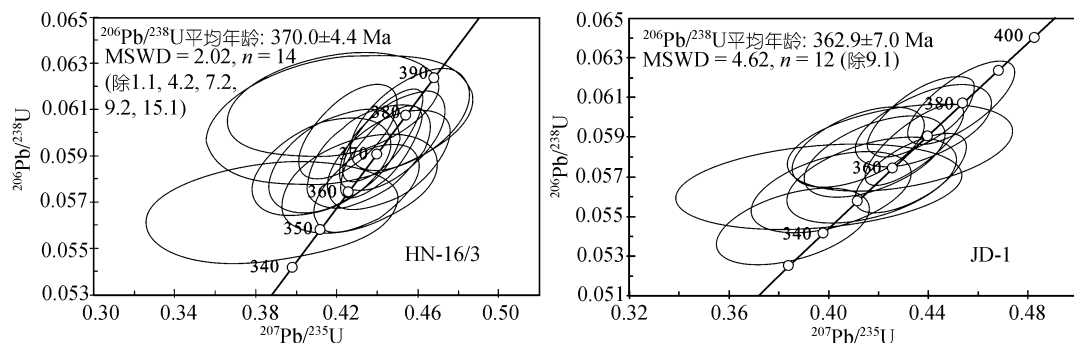 ²⁰⁶Pb/²³⁸U平均年龄: 370.0±4.4 Ma
MSWD = 2.02, n = 14
(除1.1, 4.2, 7.2,
9.2, 15.1)
390
380
370
360
350
340
HN-16/3
0.065
0.063
0.061
0.059
0.057
0.055
0.053
²⁰⁶Pb/²³⁸U
0.30 0.34 0.38 0.42 0.46 0.50
²⁰⁷Pb/²³⁵U
²⁰⁶Pb/²³⁸U平均年龄: 362.9±7.0 Ma
MSWD = 4.62, n = 12 (除9.1)
400
380
360
340
JD-1
0.065
0.063
0.061
0.059
0.057
0.055
0.053
0.051
²⁰⁶Pb/²³⁸U
0.32 0.36 0.40 0.44 0.48
²⁰⁷Pb/²³⁵U